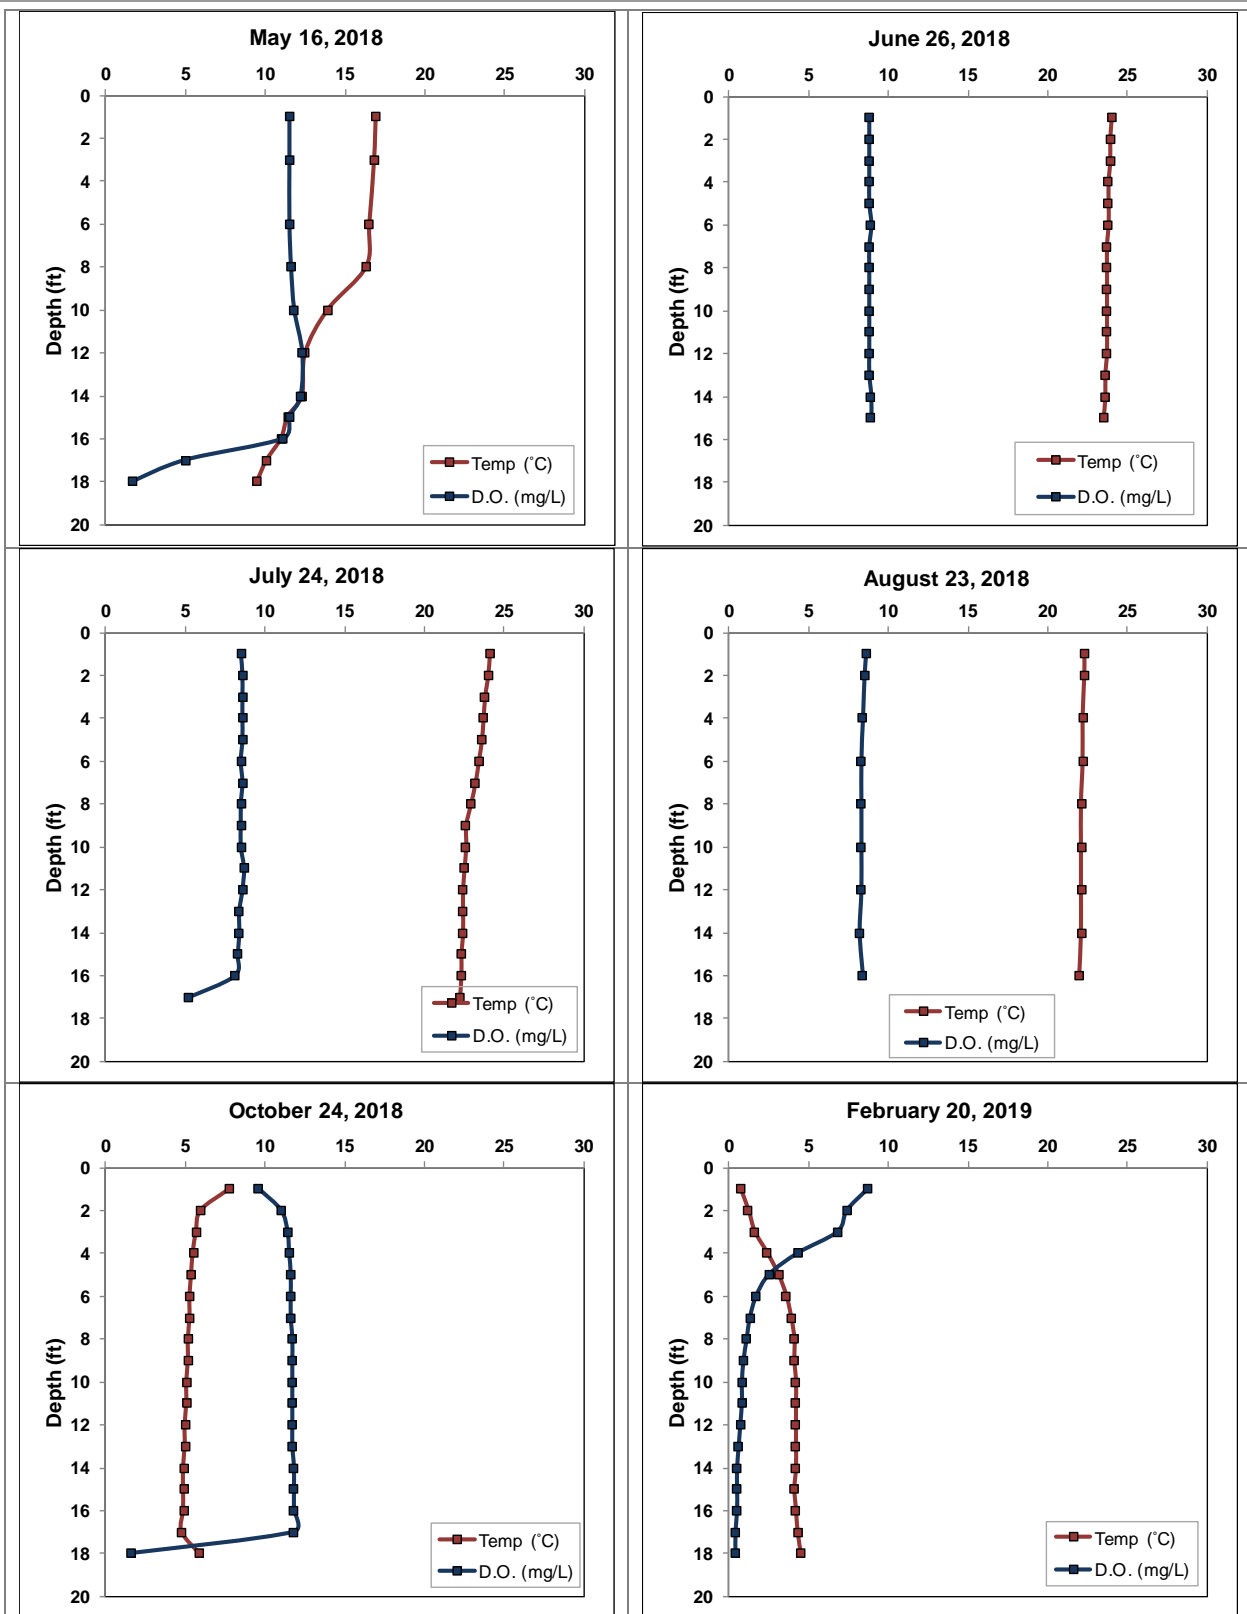 May 16, 2018
0 5 10 15 20 25 30
0
2
4
6
8
10
12
14
16
18
20
Depth (ft)
Temp (˚C)
D.O. (mg/L)
June 26, 2018
0 5 10 15 20 25 30
0
2
4
6
8
10
12
14
16
18
20
Depth (ft)
Temp (˚C)
D.O. (mg/L)
July 24, 2018
0 5 10 15 20 25 30
0
2
4
6
8
10
12
14
16
18
20
Depth (ft)
Temp (˚C)
D.O. (mg/L)
August 23, 2018
0 5 10 15 20 25 30
0
2
4
6
8
10
12
14
16
18
20
Depth (ft)
Temp (˚C)
D.O. (mg/L)
October 24, 2018
0 5 10 15 20 25 30
0
2
4
6
8
10
12
14
16
18
20
Depth (ft)
Temp (˚C)
D.O. (mg/L)
February 20, 2019
0 5 10 15 20 25 30
0
2
4
6
8
10
12
14
16
18
20
Depth (ft)
Temp (˚C)
D.O. (mg/L)